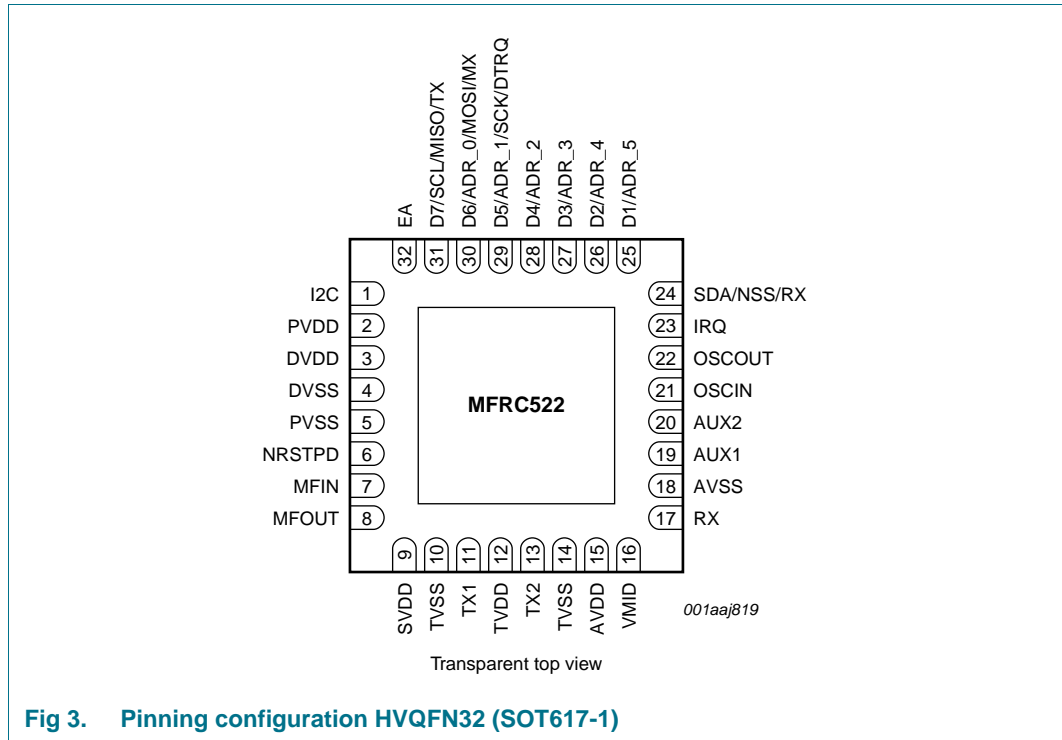 EA
D7/SCL/MISO/TX
D6/ADR_0/MOSI/MX
D5/ADR_1/SCK/DTRQ
D4/ADR_2
D3/ADR_3
D2/ADR_4
D1/ADR_5
32
31
30
29
28
27
26
25
I2C 1
PVDD 2
DVDD 3
DVSS 4
PVSS 5
NRSTPD 6
MFIN 7
MFOUT 8
MFRC522
24 SDA/NSS/RX
23 IRQ
22 OSCOUT
21 OSCIN
20 AUX2
19 AUX1
18 AVSS
17 RX
9
10
11
12
13
14
15
16
SVDD
TVSS
TX1
TVDD
TX2
TVSS
AVDD
VMID
001aaj819
Transparent top view
Fig 3. Pinning configuration HVQFN32 (SOT617-1)